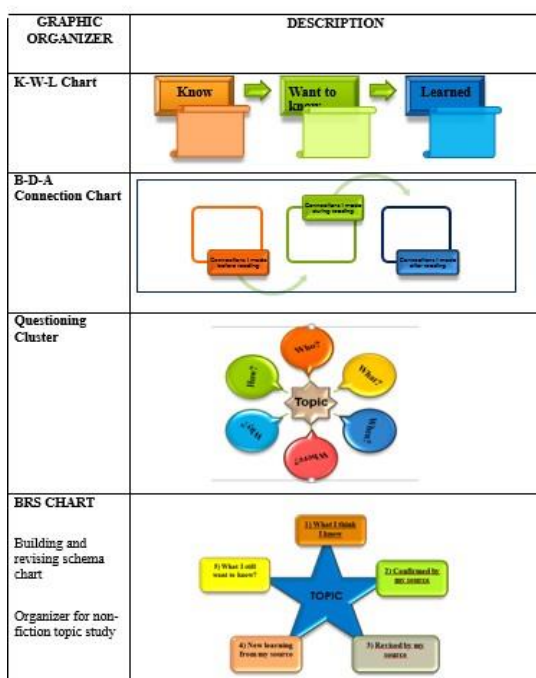 GRAPHIC
ORGANIZER
DESCRIPTION
K-W-L Chart
Know
Want to
know
Learned
B-D-A
Connection Chart
Connections I made
before reading
Connections I made
during reading
Connections I made
after reading
Questioning
Cluster
Who?
What?
When?
Where?
Why?
How?
Topic
BRS CHART
Building and
revising schema
chart
Organizer for non-
fiction topic study
1) What I think
I know
2) Confirmed by
my source
3) Revised by my
source
4) New learning
from my source
5) What I still
want to know?
TOPIC